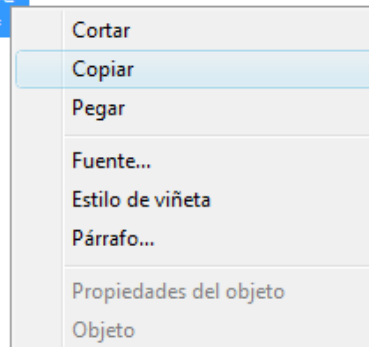 Cortar
Copiar
Pegar
Fuente...
Estilo de viñeta
Párrafo...
Propiedades del objeto
Objeto